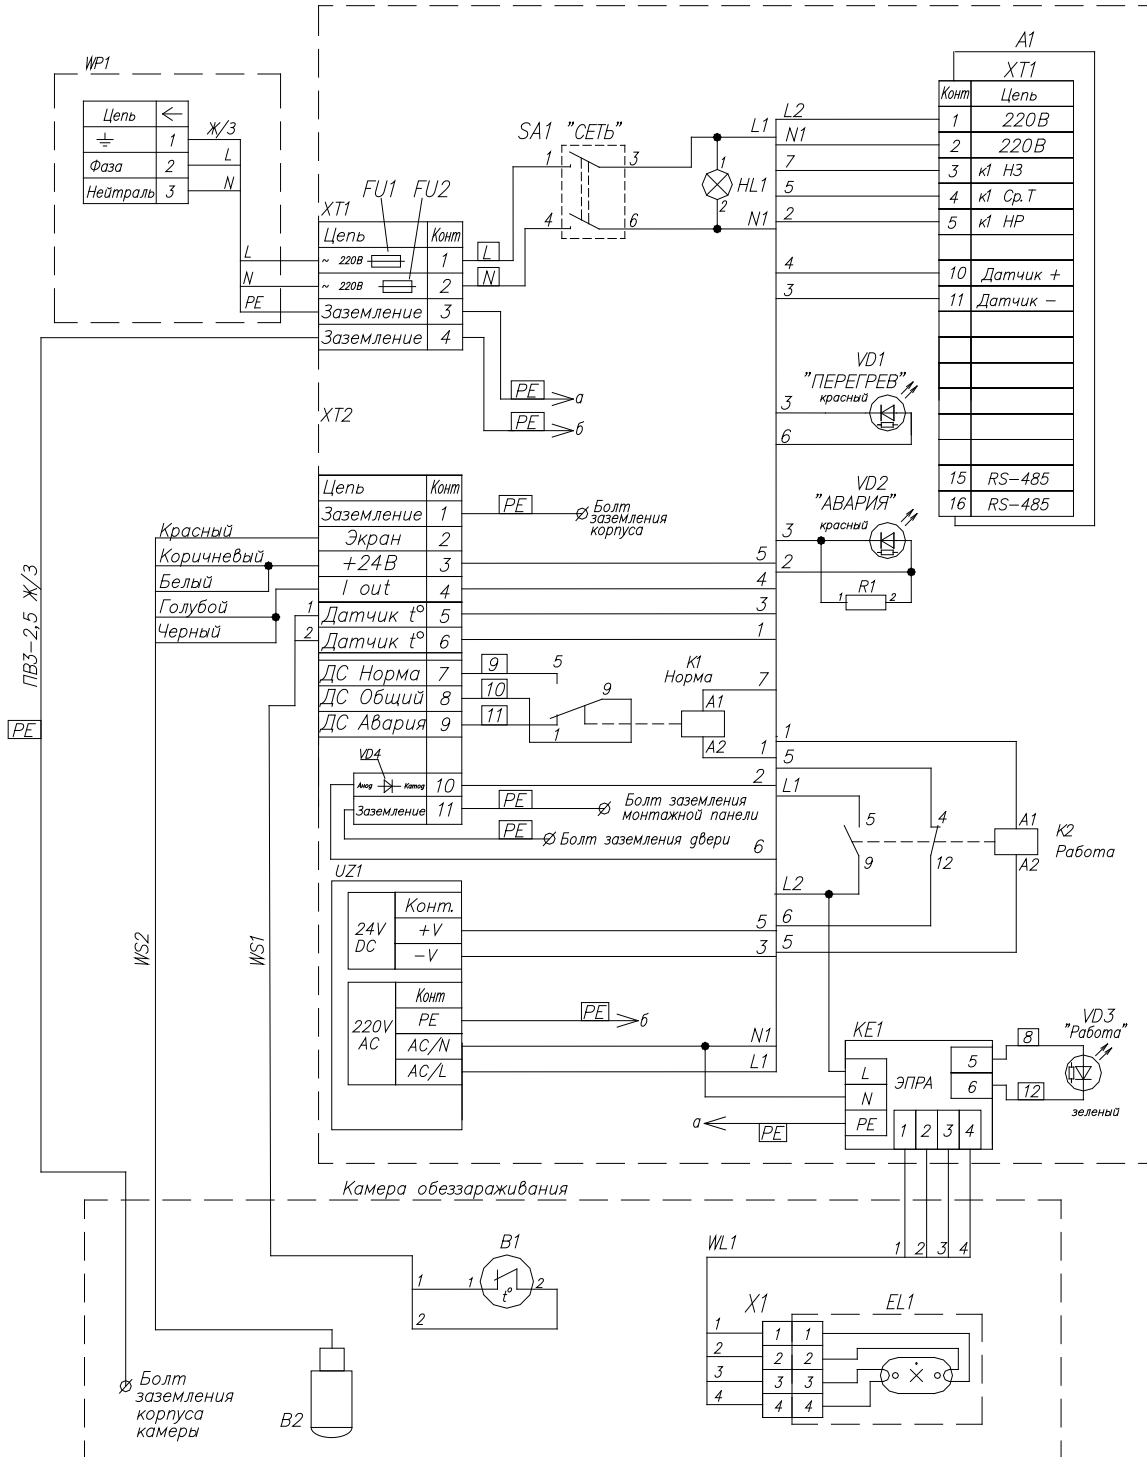 WP1
Цепь
1
Фаза 2
Нейтраль 3
Ж/З
L
N
L
N
PE
ХТ1
FU1 FU2
Цепь Конт
~ 220В 1
~ 220В 2
Заземление 3
Заземление 4
L
N
PE а
PE б
SA1 "СЕТЬ"
1 3
4 6
L1
N1
1
HL1
2
L2
N1
7
5
2
4
3
A1
ХТ1
Конт Цепь
1 220В
2 220В
3 к1 НЗ
4 к1 Ср.Т
5 к1 НР
10 Датчик +
11 Датчик −
15 RS−485
16 RS−485
VD1
"ПЕРЕГРЕВ"
красный
3
6
VD2
"АВАРИЯ"
красный
3
2
R1
1 2
ХТ2
Цепь Конт
Заземление 1
Экран 2
+24В 3
I out 4
Датчик t° 5
Датчик t° 6
ДС Норма 7
ДС Общий 8
ДС Авария 9
VD4
Анод Катод 10
Заземление 11
PE
Болт
заземления
корпуса
Красный
Коричневый
Белый
Голубой
Черный
1
2
5
4
3
1
9
10
11
5
9
1
К1
Норма
A1
A2
7
1
2
6
PE
Болт заземления
монтажной панели
PE
Болт заземления двери
1
5
L1
5
9
4
12
A1
A2
К2
Работа
L2
6
5
5
3
UZ1
24V
DC
Конт.
+V
−V
220V
AC
Конт
PE
AC/N
AC/L
PE б
N1
L1
КЕ1
ЭПРА
L
N
PE
5
6
1 2 3 4
а PE
8
12
VD3
"Работа"
зеленый
ПВ3−2,5 Ж/З
PE
WS2
WS1
Камера обеззараживания
B1
1
2
1 2
t°
B2
Болт
заземления
корпуса
камеры
WL1
1 2 3 4
X1
EL1
1 1 1
2 2 2
3 3 3
4 4 4